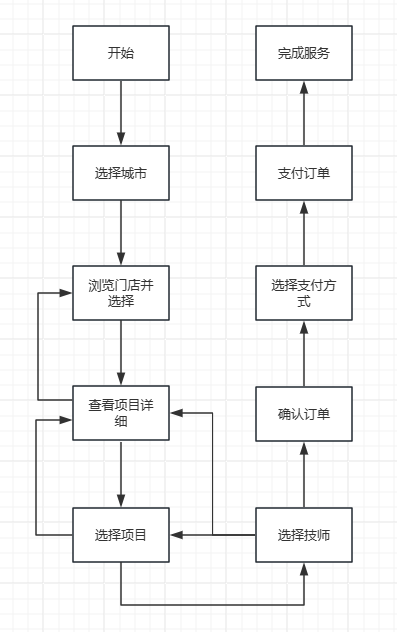 开始
选择城市
浏览门店并
选择
查看项目详
细
选择项目
选择技师
确认订单
选择支付方
式
支付订单
完成服务